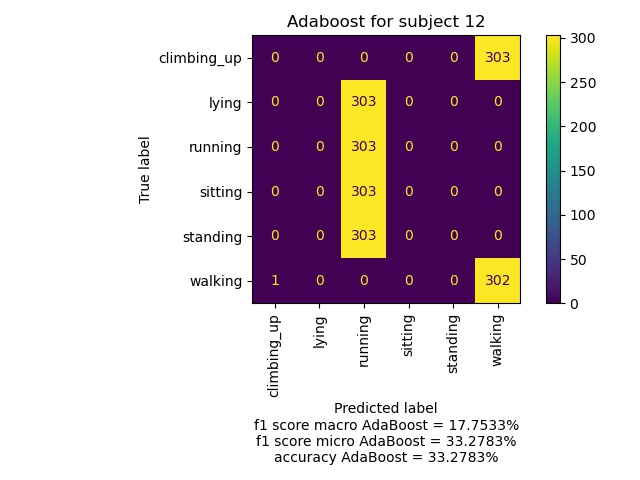 Adaboost for subject 12
True label
climbing_up 0 0 0 0 0 303
lying 0 0 303 0 0 0
running 0 0 303 0 0 0
sitting 0 0 303 0 0 0
standing 0 0 303 0 0 0
walking 1 0 0 0 0 302
climbing_up lying running sitting standing walking
300
250
200
150
100
50
0
Predicted label
f1 score macro AdaBoost = 17.7533%
f1 score micro AdaBoost = 33.2783%
accuracy AdaBoost = 33.2783%